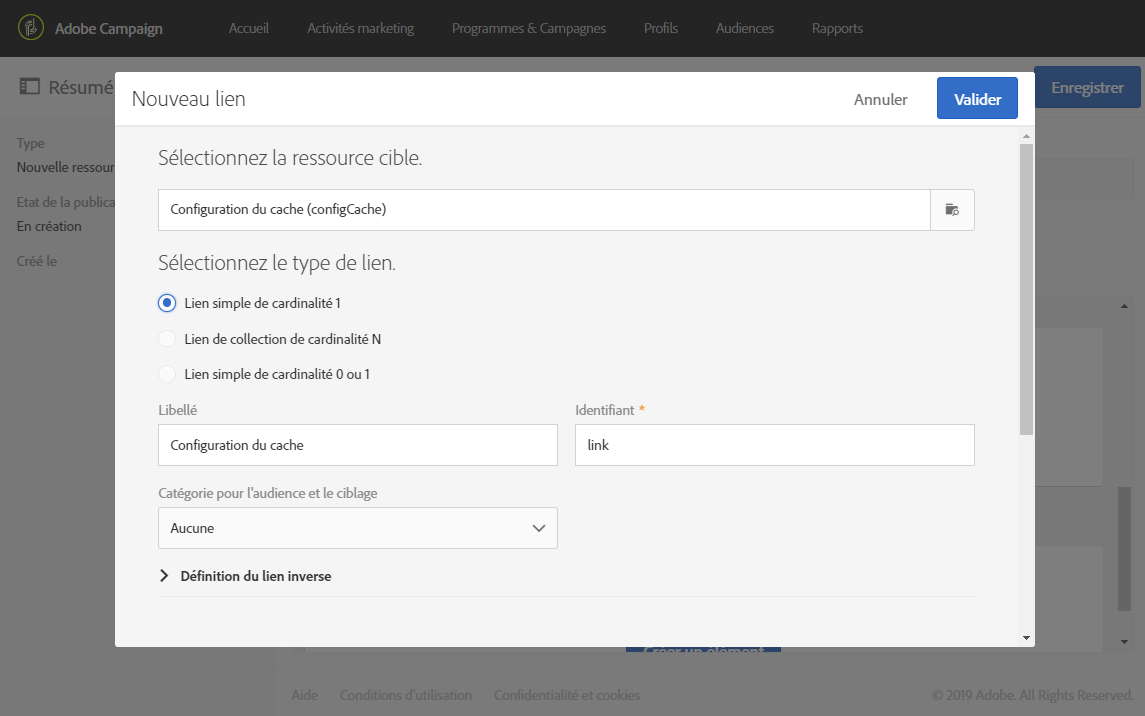 Adobe Campaign
Accueil
Activités marketing
Programmes & Campagnes
Profils
Audiences
Rapports
Résumé
Enregistrer
Nouveau lien
Annuler
Valider
Type
Nouvelle ressour
Etat de la publica
En création
Créé le
Sélectionnez la ressource cible.
Configuration du cache (configCache)
Sélectionnez le type de lien.
Lien simple de cardinalité 1
Lien de collection de cardinalité N
Lien simple de cardinalité 0 ou 1
Libellé
Identifiant *
Configuration du cache
link
Catégorie pour l'audience et le ciblage
Aucune
Définition du lien inverse
Créer un élément
Aide
Conditions d'utilisation
Confidentialité et cookies
© 2019 Adobe. All Rights Reserved.